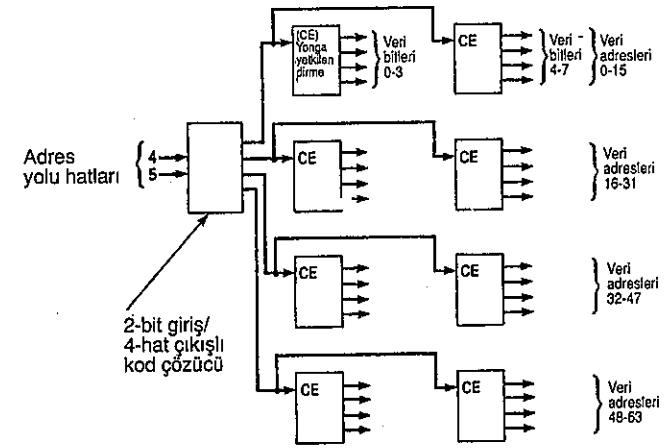 (CE)
Yonga
yetkilen
dirme
Veri
bitleri
0-3
CE
Veri -
bitleri
4-7
Veri
adresleri
0-15
Adres
yolu hatları
4
5
CE
CE
Veri
adresleri
16-31
CE
CE
Veri
adresleri
32-47
2-bit giriş/
4-hat çıkışlı
kod çözücü
CE
CE
Veri
adresleri
48-63